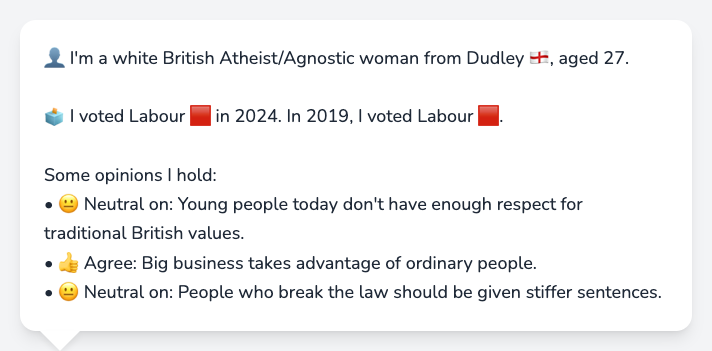 👤 I'm a white British Atheist/Agnostic woman from Dudley 🏴󠁧󠁢󠁥󠁮󠁧󠁿, aged 27.
🗳️ I voted Labour 🟥 in 2024. In 2019, I voted Labour 🟥.
Some opinions I hold:
• 😐 Neutral on: Young people today don't have enough respect for
traditional British values.
• 👍 Agree: Big business takes advantage of ordinary people.
• 😐 Neutral on: People who break the law should be given stiffer sentences.